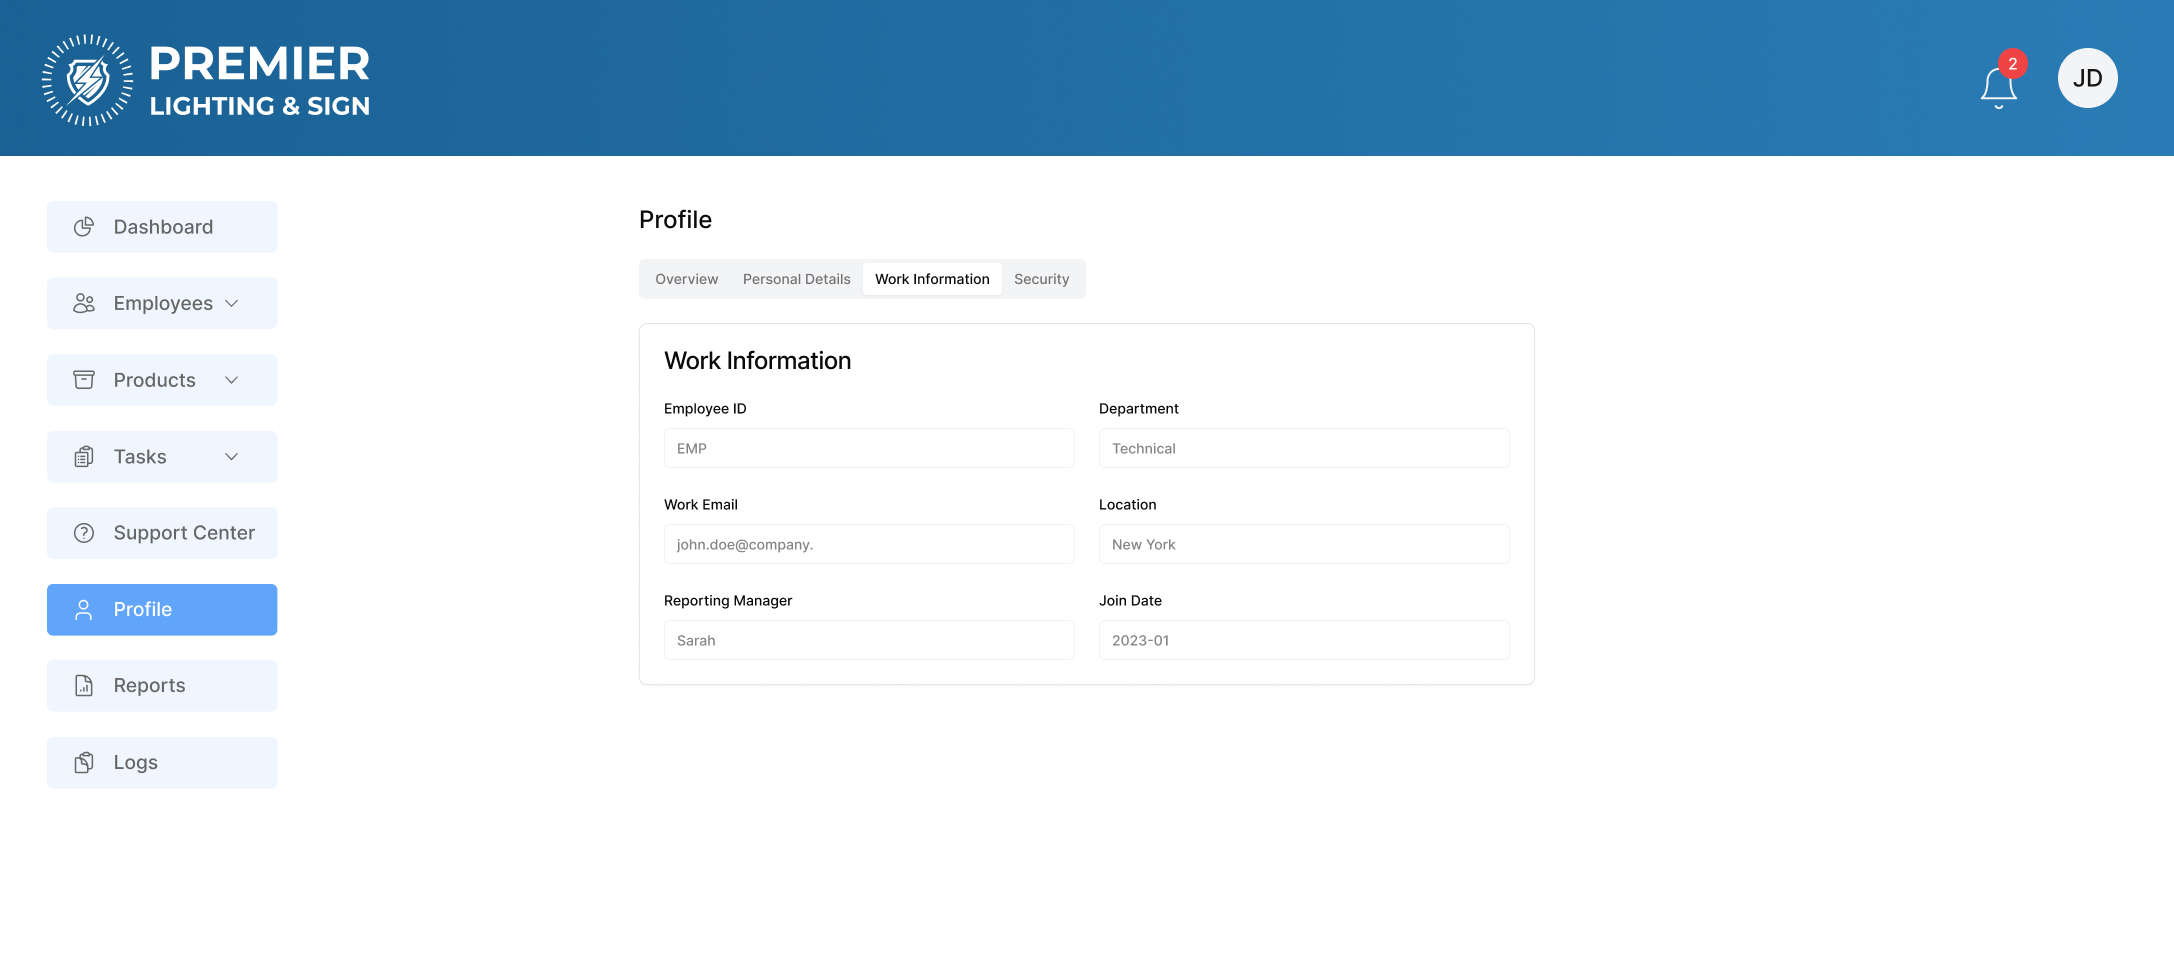 PREMIER
LIGHTING & SIGN
2
JD
Dashboard
Employees
Products
Tasks
Support Center
Profile
Reports
Logs
Profile
Overview Personal Details Work Information Security
Work Information
Employee ID Department
EMP Technical
Work Email Location
john.doe@company. New York
Reporting Manager Join Date
Sarah 2023-01